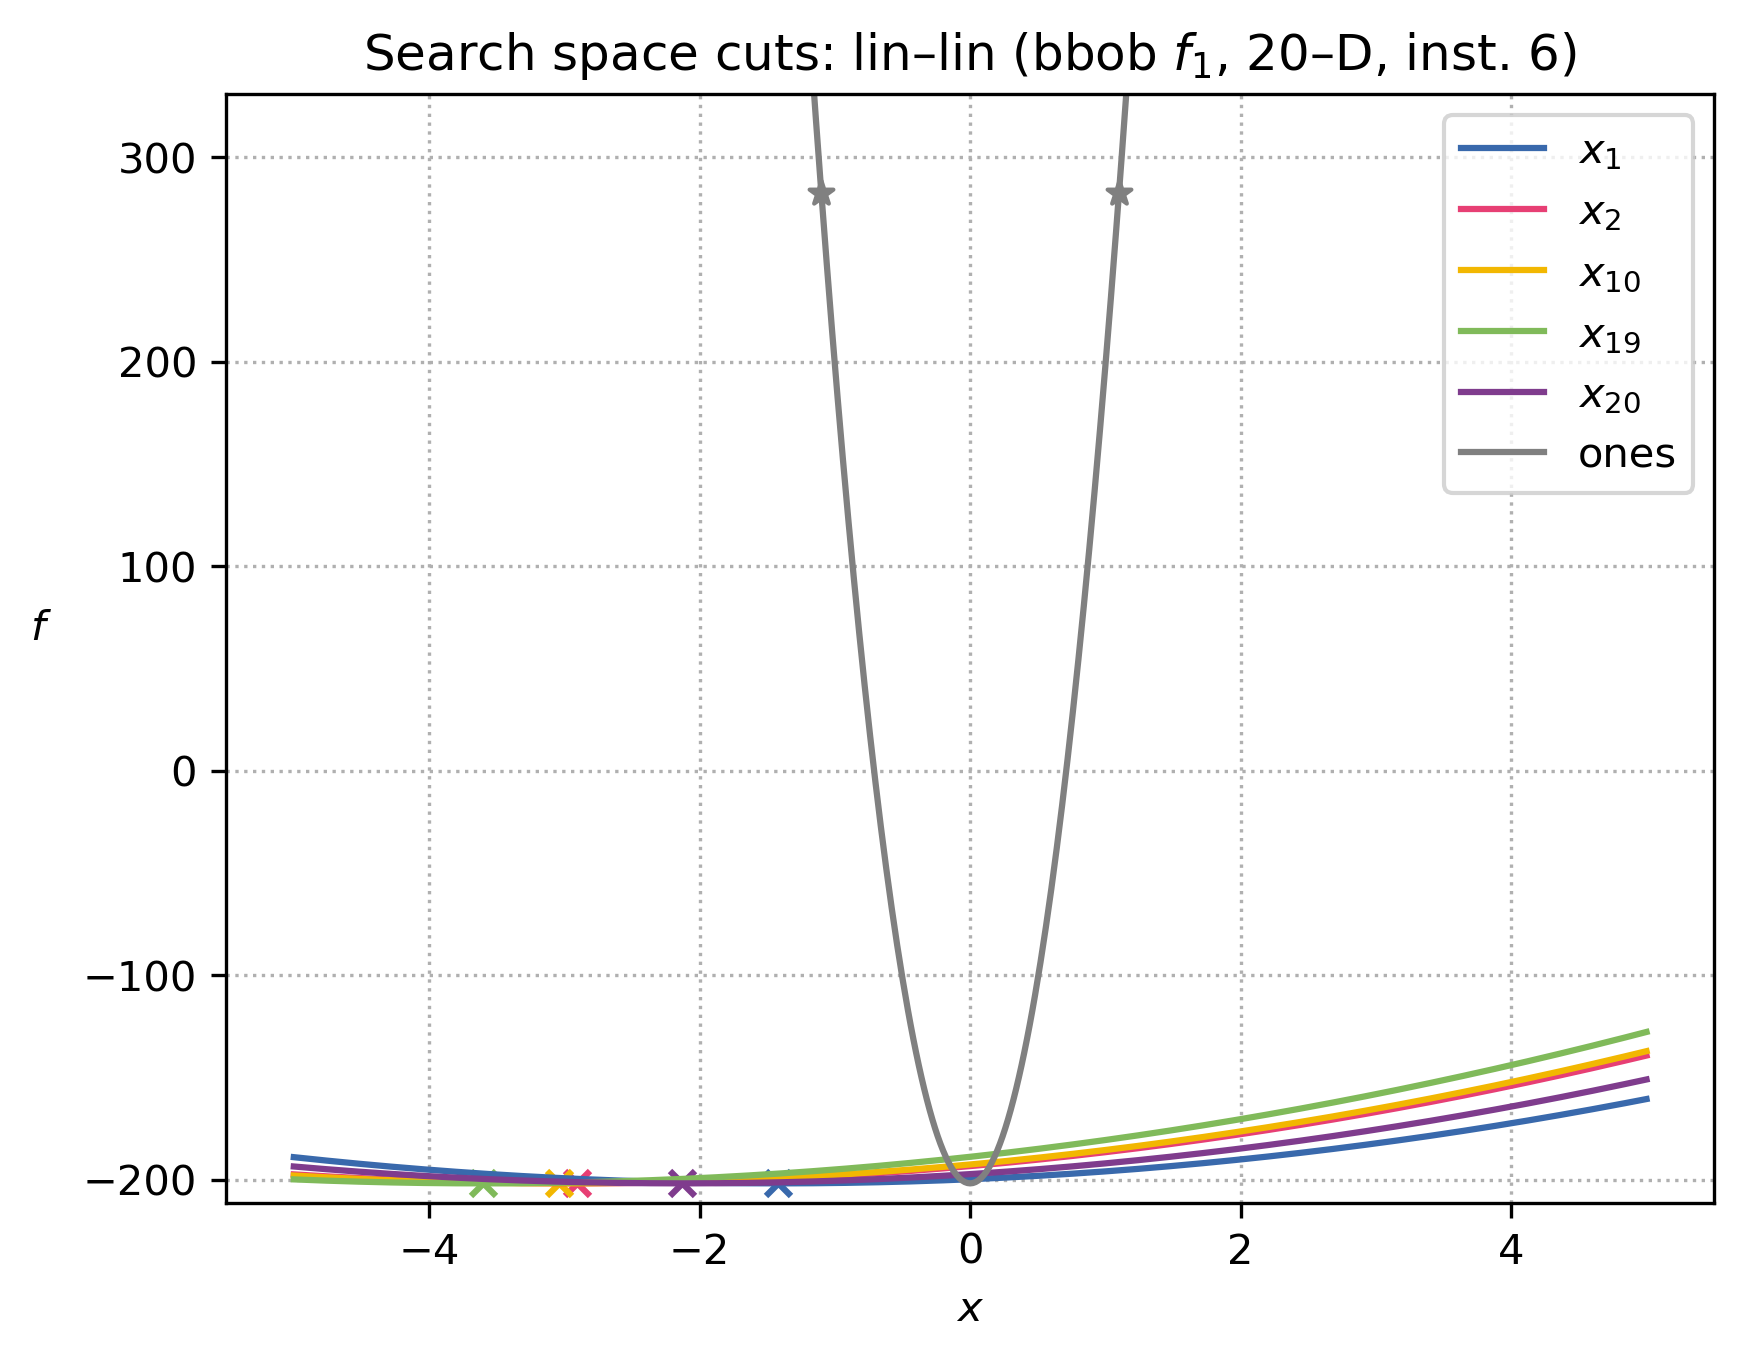 Search space cuts: lin–lin (bbob f₁, 20–D, inst. 6)
300
200
100
0
−100
−200
f
−4
−2
0
2
4
x
x₁
x₂
x₁₀
x₁₉
x₂₀
ones